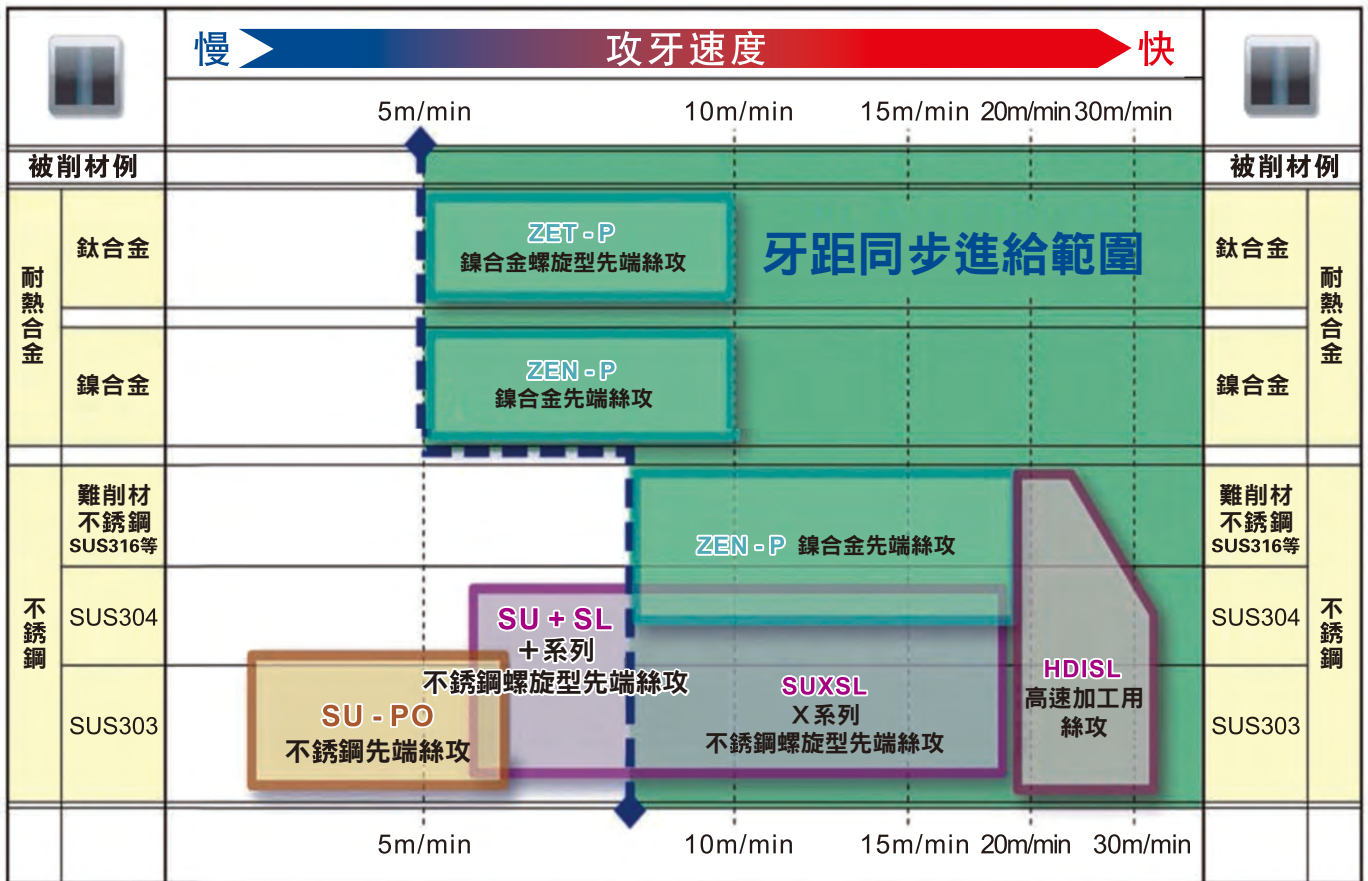 慢 攻牙速度 快
5m/min 10m/min 15m/min 20m/min 30m/min
被削材例 被削材例
耐熱合金
鈦合金
ZET - P
鎳合金螺旋型先端絲攻
牙距同步進給範圍
鈦合金
耐熱合金
鎳合金
ZEN - P
鎳合金先端絲攻
鎳合金
不銹鋼
難削材
不銹鋼
SUS316等
ZEN - P 鎳合金先端絲攻
難削材
不銹鋼
SUS316等
不銹鋼
SUS304
SU + SL
＋系列
不銹鋼螺旋型先端絲攻
SUS304
SUS303
SU - PO
不銹鋼先端絲攻
SUXSL
X系列
不銹鋼螺旋型先端絲攻
HDISL
高速加工用
絲攻
SUS303
5m/min 10m/min 15m/min 20m/min 30m/min